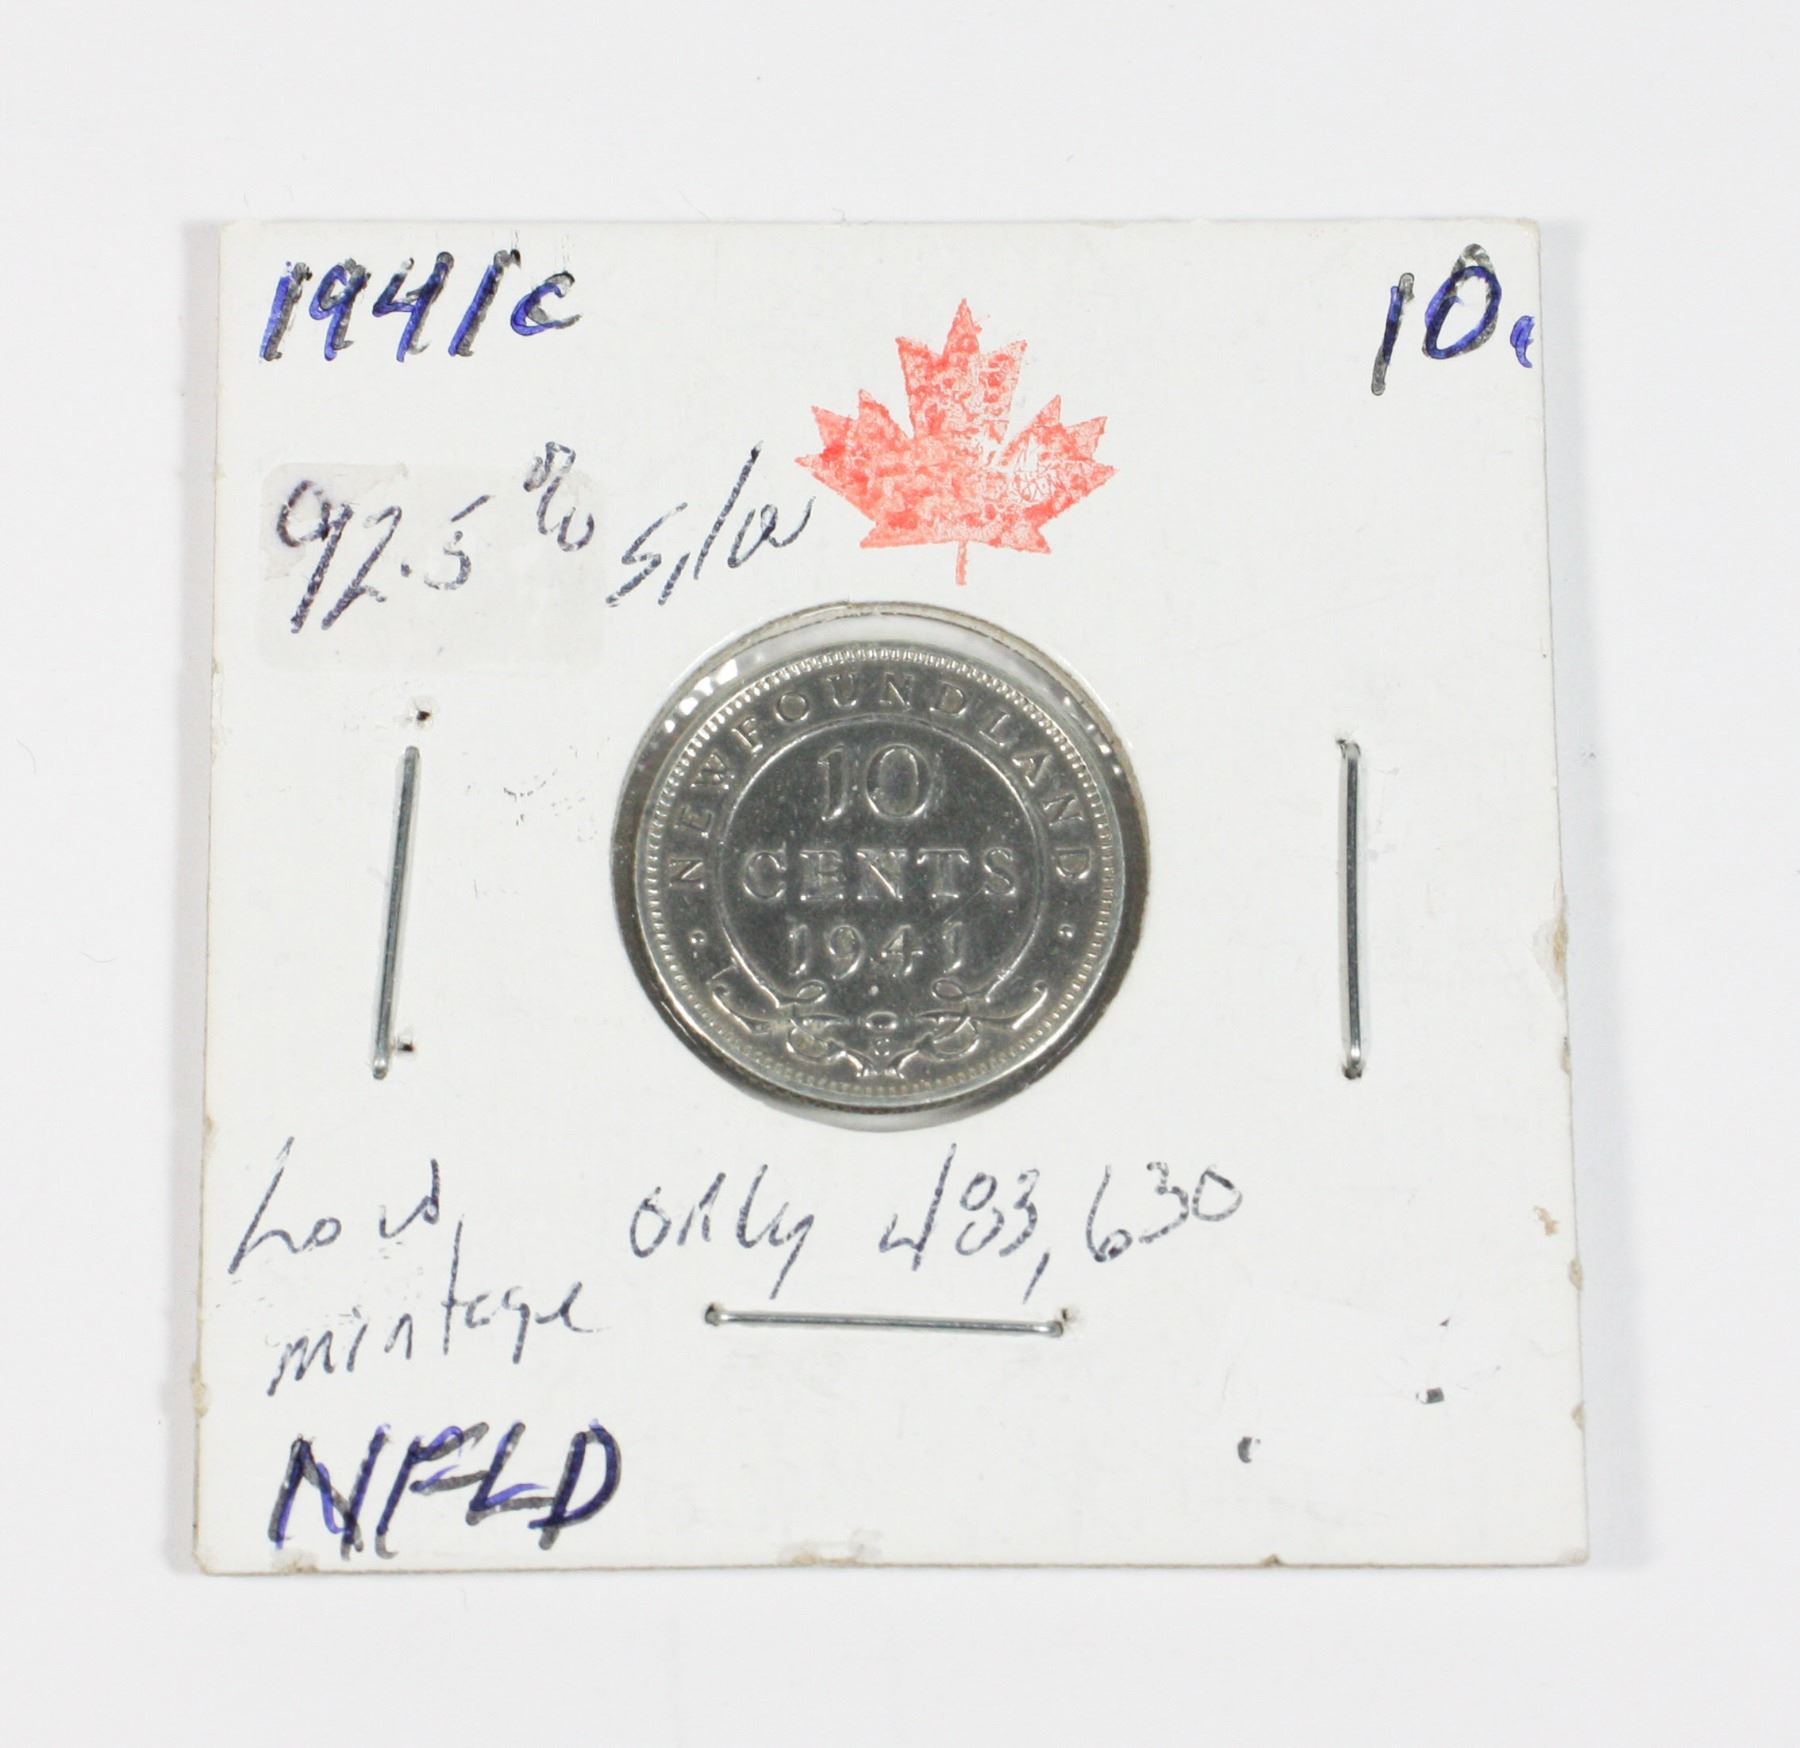 1941c 10¢
92.5% Silver
NEWFOUNDLAND
10
CENTS
1941
C
Low only 483,630
mintage
NFLD